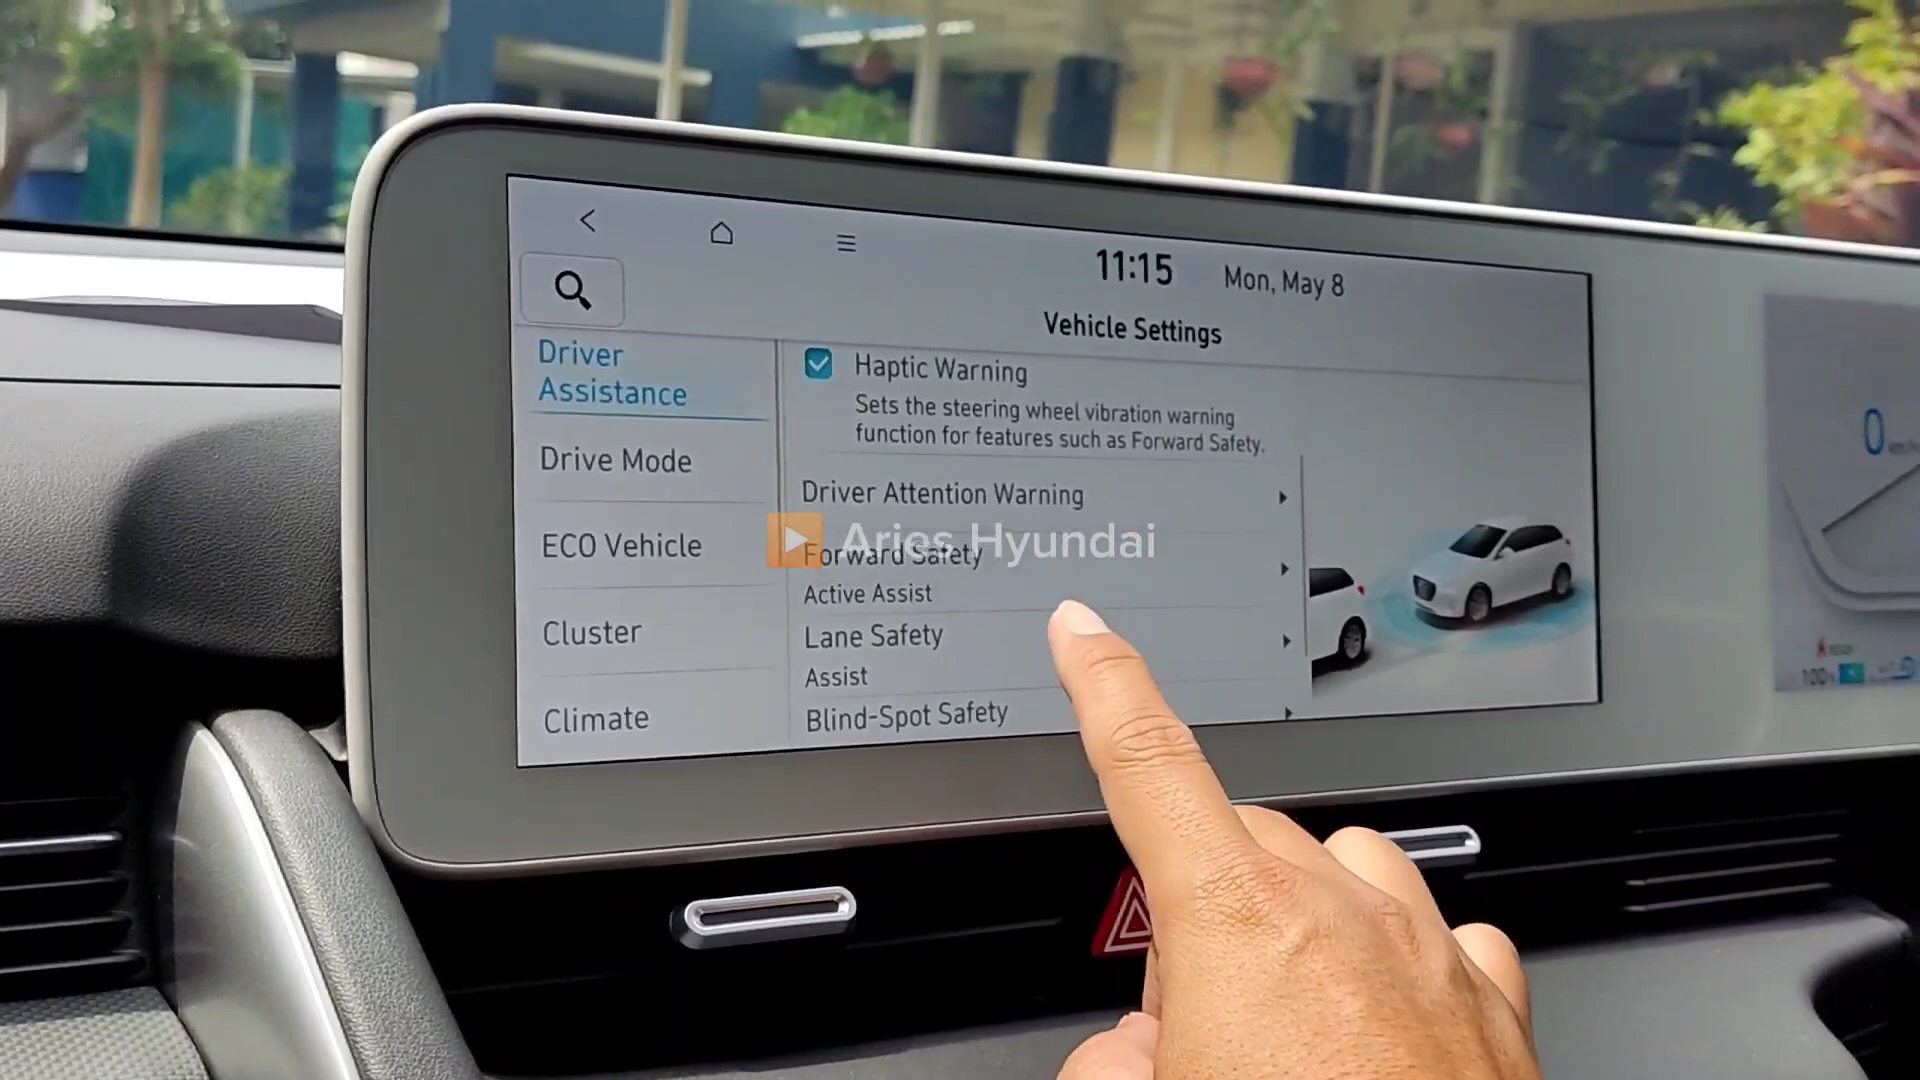 11:15
Mon, May 8
Vehicle Settings
Driver
Assistance
Drive Mode
ECO Vehicle
Cluster
Climate
Haptic Warning
Sets the steering wheel vibration warning
function for features such as Forward Safety.
Driver Attention Warning
Forward Safety
Active Assist
Lane Safety
Assist
Blind-Spot Safety
Aries Hyundai
0
100